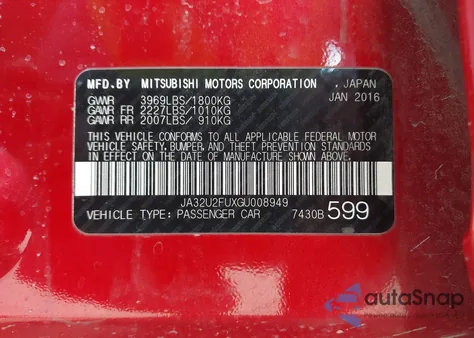 MFD.BY MITSUBISHI MOTORS CORPORATION , JAPAN
GVWR 3969LBS/1800KG JAN 2016
GAWR FR 2227LBS/1010KG
GAWR RR 2007LBS/ 910KG
THIS VEHICLE CONFORMS TO ALL APPLICABLE FEDERAL MOTOR
VEHICLE SAFETY, BUMPER, AND THEFT PREVENTION STANDARDS IN
EFFECT ON THE DATE OF MANUFACTURE SHOWN ABOVE.
JA32U2FUXGU008949
VEHICLE TYPE: PASSENGER CAR 7430B 599
autoSnap